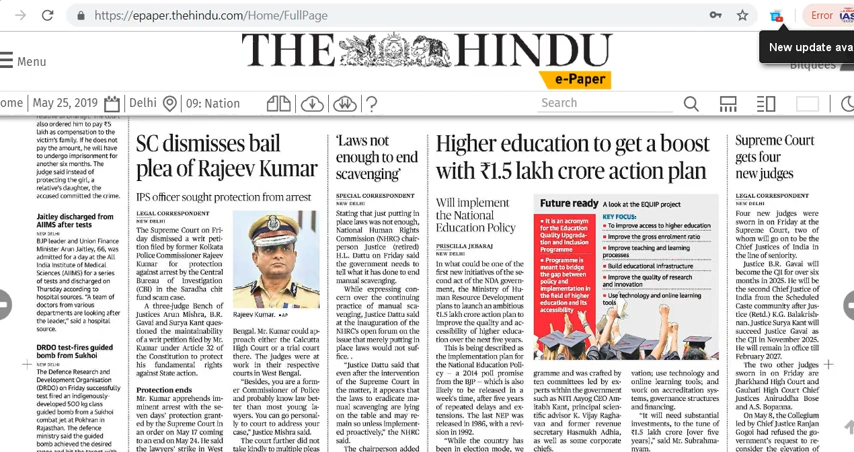 https://epaper.thehindu.com/Home/FullPage
Error
IAS
New update ava
Menu
THE HINDU
e-Paper
Bilquees
ome
May 25, 2019
Delhi
09: Nation
Search
also ordered him to pay ₹5
lakh as compensation to the
victim's family. If he does not
pay the amount, he will have
to undergo imprisonment for
another six months. The
judge said instead of
protecting the girl, a
relative's daughter, the
accused committed the crime.
Jaitley discharged from
AIIMS after tests
NEW DELHI
BJP leader and Union Finance
Minister Arun Jaitley, 66, was
admitted for a day at the All
India Institute of Medical
Sciences (AIIMS) for a series
of tests and discharged on
Thursday according to
hospital sources. "A team of
doctors from various
departments are looking after
the leader," said a hospital
source.
DRDO test-fires guided
bomb from Sukhoi
NEW DELHI
The Defence Research and
Development Organisation
(DRDO) on Friday successfully
test fired an indigenously-
developed 500 kg class
guided bomb from a Sukhoi
combat jet at Pokhran in
Rajasthan. The defence
ministry said the guided
bomb achieved the desired
SC dismisses bail
plea of Rajeev Kumar
IPS officer sought protection from arrest
LEGAL CORRESPONDENT
NEW DELHI
The Supreme Court on Fri-
day dismissed a writ peti-
tion filed by former Kolkata
Police Commissioner Rajeev
Kumar for protection
against arrest by the Central
Bureau of Investigation
(CBI) in the Saradha chit
fund scam case.
A three-judge Bench of
Justices Arun Mishra, B.R.
Gavai and Surya Kant ques-
tioned the maintainability
of a writ petition filed by Mr.
Kumar under Article 32 of
the Constitution to protect
his fundamental rights
against State action.
Protection ends
Mr. Kumar apprehends im-
minent arrest with the se-
ven days' protection grant-
ed by the Supreme Court in
an order on May 17 coming
to an end on May 24. He said
the lawyers' strike in West
Rajeev Kumar. AP
Bengal. Mr. Kumar could ap-
proach either the Calcutta
High Court or a trial court
there. The judges were at
work in their respective
courts in West Bengal.
"Besides, you are a form-
er Commissioner of Police
and probably know law bet-
ter than most young la-
wyers. You can go personal-
ly to court to address your
case," Justice Mishra said.
The court further did not
take kindly to multiple pleas
'Laws not
enough to end
scavenging'
SPECIAL CORRESPONDENT
NEW DELHI
Stating that just putting in
place laws was not enough,
National Human Rights
Commission (NHRC) chair-
person Justice (retired)
H.L. Dattu on Friday said
the government needs to
tell what it has done to end
manual scavenging.
While expressing con-
cern over the continuing
practice of manual sca-
venging, Justice Dattu said
at the inauguration of the
NHRC's open forum on the
issue that merely putting in
place laws would not suf-
fice. .
"Justice Dattu said that
even after the intervention
of the Supreme Court in
the matter, it appears that
the laws to eradicate ma-
nual scavenging are lying
on the table and may re-
main so unless implement-
ed proactively," the NHRC
said.
The chairperson added
Higher education to get a boost
with ₹1.5 lakh crore action plan
Will implement
the National
Education Policy
PRISCILLA JEBARAJ
NEW DELHI
In what could be one of the
first new initiatives of the se-
cond act of the NDA govern-
ment, the Ministry of Hu-
man Resource Development
plans to launch an ambitious
₹1.5 lakh crore action plan to
improve the quality and ac-
cessibility of higher educa-
tion over the next five years.
This is being described as
the implementation plan for
the National Education Pol-
icy – a 2014 poll promise
from the BJP – which is also
likely to be released in a
week's time, after five years
of repeated delays and ex-
tensions. The last NEP was
released in 1986, with a revi-
sion in 1992.
"While the country has
been in election mode, we
Future ready A look at the EQUIP project
It is an acronym
for the Education
Quality Upgrada-
tion and Inclusion
Programme
Programme is
meant to bridge
the gap between
policy and
implementation
in the field of higher
education and its
accessibility
KEY FOCUS:
To improve access to higher education
Improve the gross enrolment ratio
Improve teaching and learning
processes
Build educational infrastructure
Improve the quality of research
and innovation
Use technology and online learning
tools
gramme and was crafted by
ten committees led by ex-
perts within the government
such as NITI Aayog CEO Am-
itabh Kant, principal scien-
tific advisor K. Vijay Ragha-
van and former revenue
secretary Hasmukh Adhia,
as well as some corporate
chiefs.
vation; use technology and
online learning tools; and
work on accreditation sys-
tems, governance structures
and financing.
"It will need substantial
investments, to the tune of
₹1.5 lakh crore [over five
years]," said Mr. Subrahma-
nyam.
Supreme Court
gets four
new judges
LEGAL CORRESPONDENT
NEW DELHI
Four new judges were
sworn in on Friday at the
Supreme Court, two of
whom will go on to be the
Chief Justices of India in
the line of seniority.
Justice B.R. Gavai will
become the CJI for over six
months in 2025. He will be
the second Chief Justice of
India from the Scheduled
Caste community after Jus-
tice (Retd.) K.G. Balakrish-
nan. Justice Surya Kant will
succeed Justice Gavai as
the CJI in November 2025.
He will remain in office till
February 2027.
The two other judges
sworn in on Friday are
Jharkhand High Court and
Gauhati High Court Chief
Justices Aniruddha Bose
and A.S. Bopanna.
On May 8, the Collegium
led by Chief Justice Ranjan
Gogoi had refused the go-
vernment's request to re-
consider the elevation of